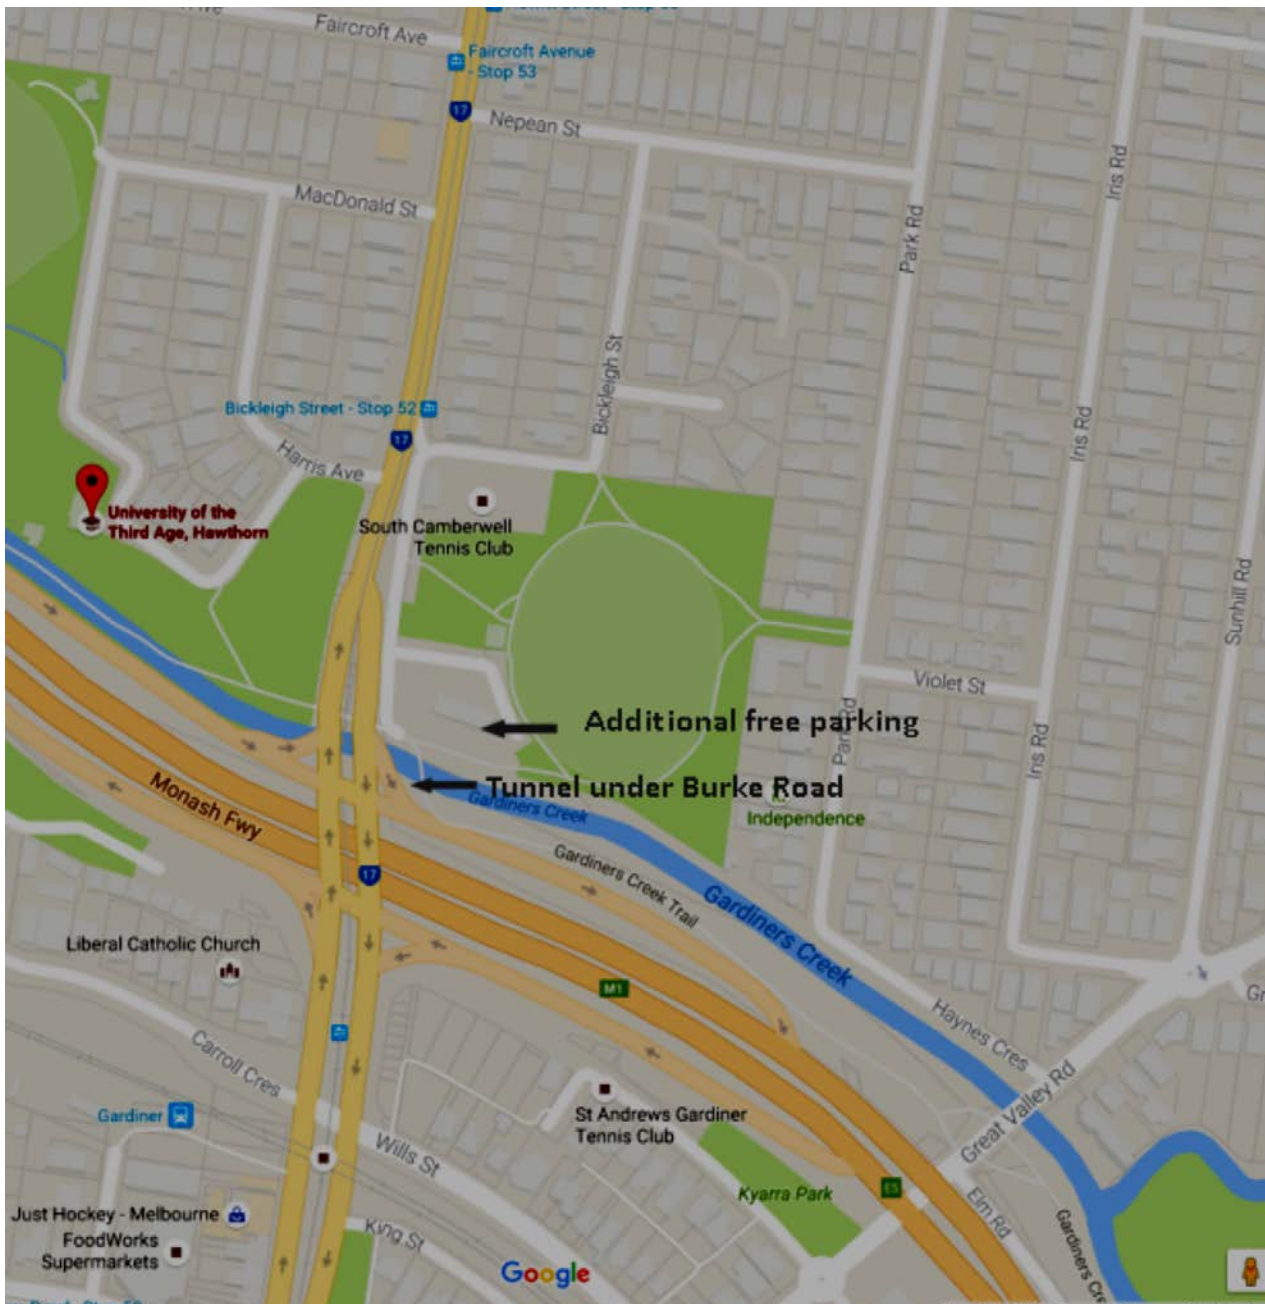 Faircroft Ave
Faircroft Avenue
- Stop 53
17
Nepean St
Iris Rd
MacDonald St
Park Rd
Bickleigh St
Bickleigh Street - Stop 52
17
Iris Rd
Harris Ave
University of the
Third Age, Hawthorn
South Camberwell
Tennis Club
Sunhill Rd
Violet St
Additional free parking
Park Rd
Iris Rd
Tunnel under Burke Road
Monash Fwy
Gardiners Creek
Independence
Gardiners Creek Trail
17
Gardiners Creek
Liberal Catholic Church
M1
Gr
Haynes Cres
Carroll Cres
Great Valley Rd
Gardiner
St Andrews Gardiner
Tennis Club
Wills St
Kyarra Park
Elm Rd
Just Hockey - Melbourne
FoodWorks
Supermarkets
King St
Gardiners Cre
Google